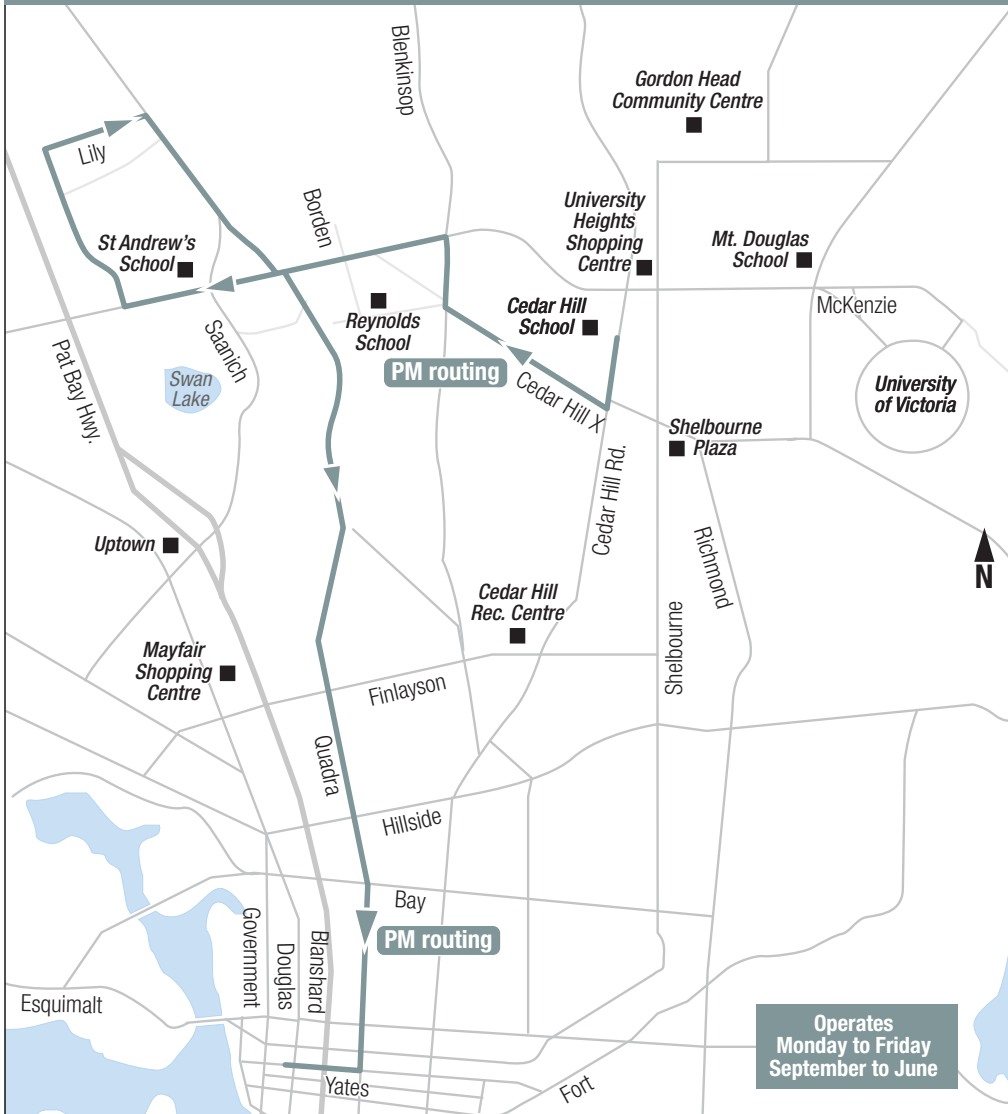 Blenkinsop
Gordon Head
Community Centre
Lily
Borden
University
Heights
Shopping
Centre
St Andrew's
School
Mt. Douglas
School
McKenzie
Reynolds
School
Cedar Hill
School
Saanich
Pat Bay Hwy.
Swan
Lake
PM routing
Cedar Hill X
University
of Victoria
Shelbourne
Plaza
Cedar Hill Rd.
Uptown
Richmond
N
Cedar Hill
Rec. Centre
Mayfair
Shopping
Centre
Shelbourne
Finlayson
Quadra
Hillside
Bay
Government
Douglas
Blanshard
PM routing
Esquimalt
Yates
Fort
Operates
Monday to Friday
September to June